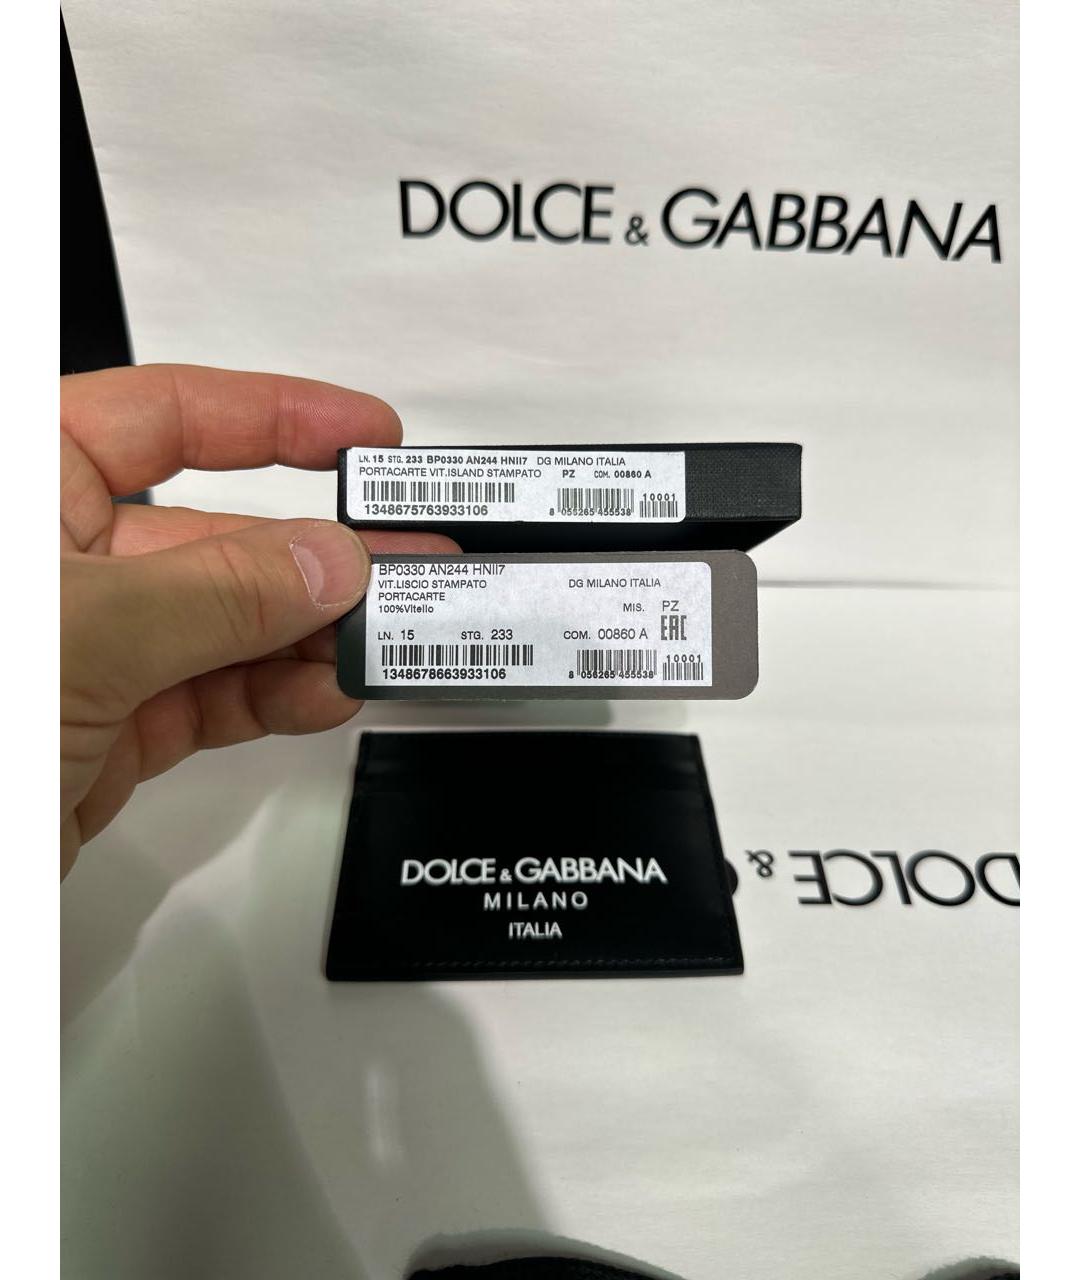 DOLCE & GABBANA
LN. 15 STG. 233 BP0330 AN244 HNII7 DG MILANO ITALIA
PORTACARTE VIT.ISLAND STAMPATO PZ COM. 00860 A
10001
1348675763933106 8 056265 455538
BP0330 AN244 HNII7
VIT.LISCIO STAMPATO DG MILANO ITALIA
PORTACARTE
100%Vitello MIS. PZ
LN. 15 STG. 233 COM. 00860 A EAC
10001
1348678663933106 8 056265 455538
DOLCE & GABBANA
DOLCE & GABBANA
MILANO
ITALIA
DOLCE &